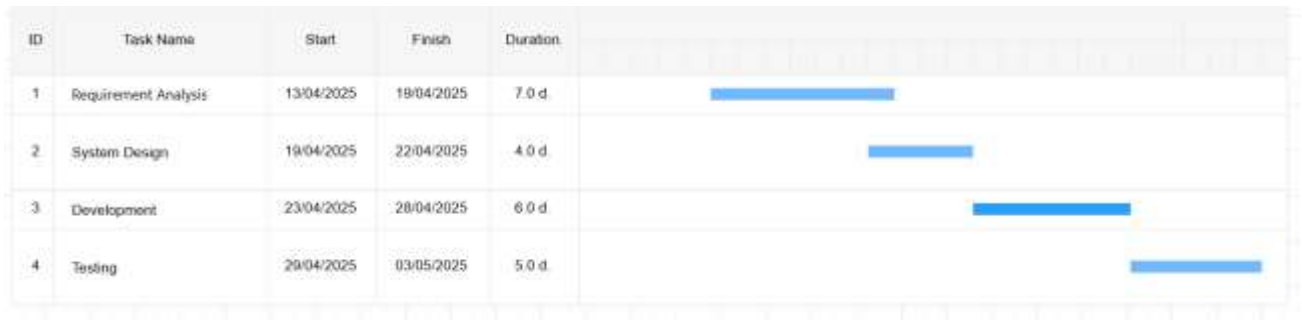 ID Task Name Start Finish Duration
1 Requirement Analysis 13/04/2025 19/04/2025 7.0 d
2 System Design 19/04/2025 22/04/2025 4.0 d
3 Development 23/04/2025 28/04/2025 6.0 d
4 Testing 29/04/2025 03/05/2025 5.0 d